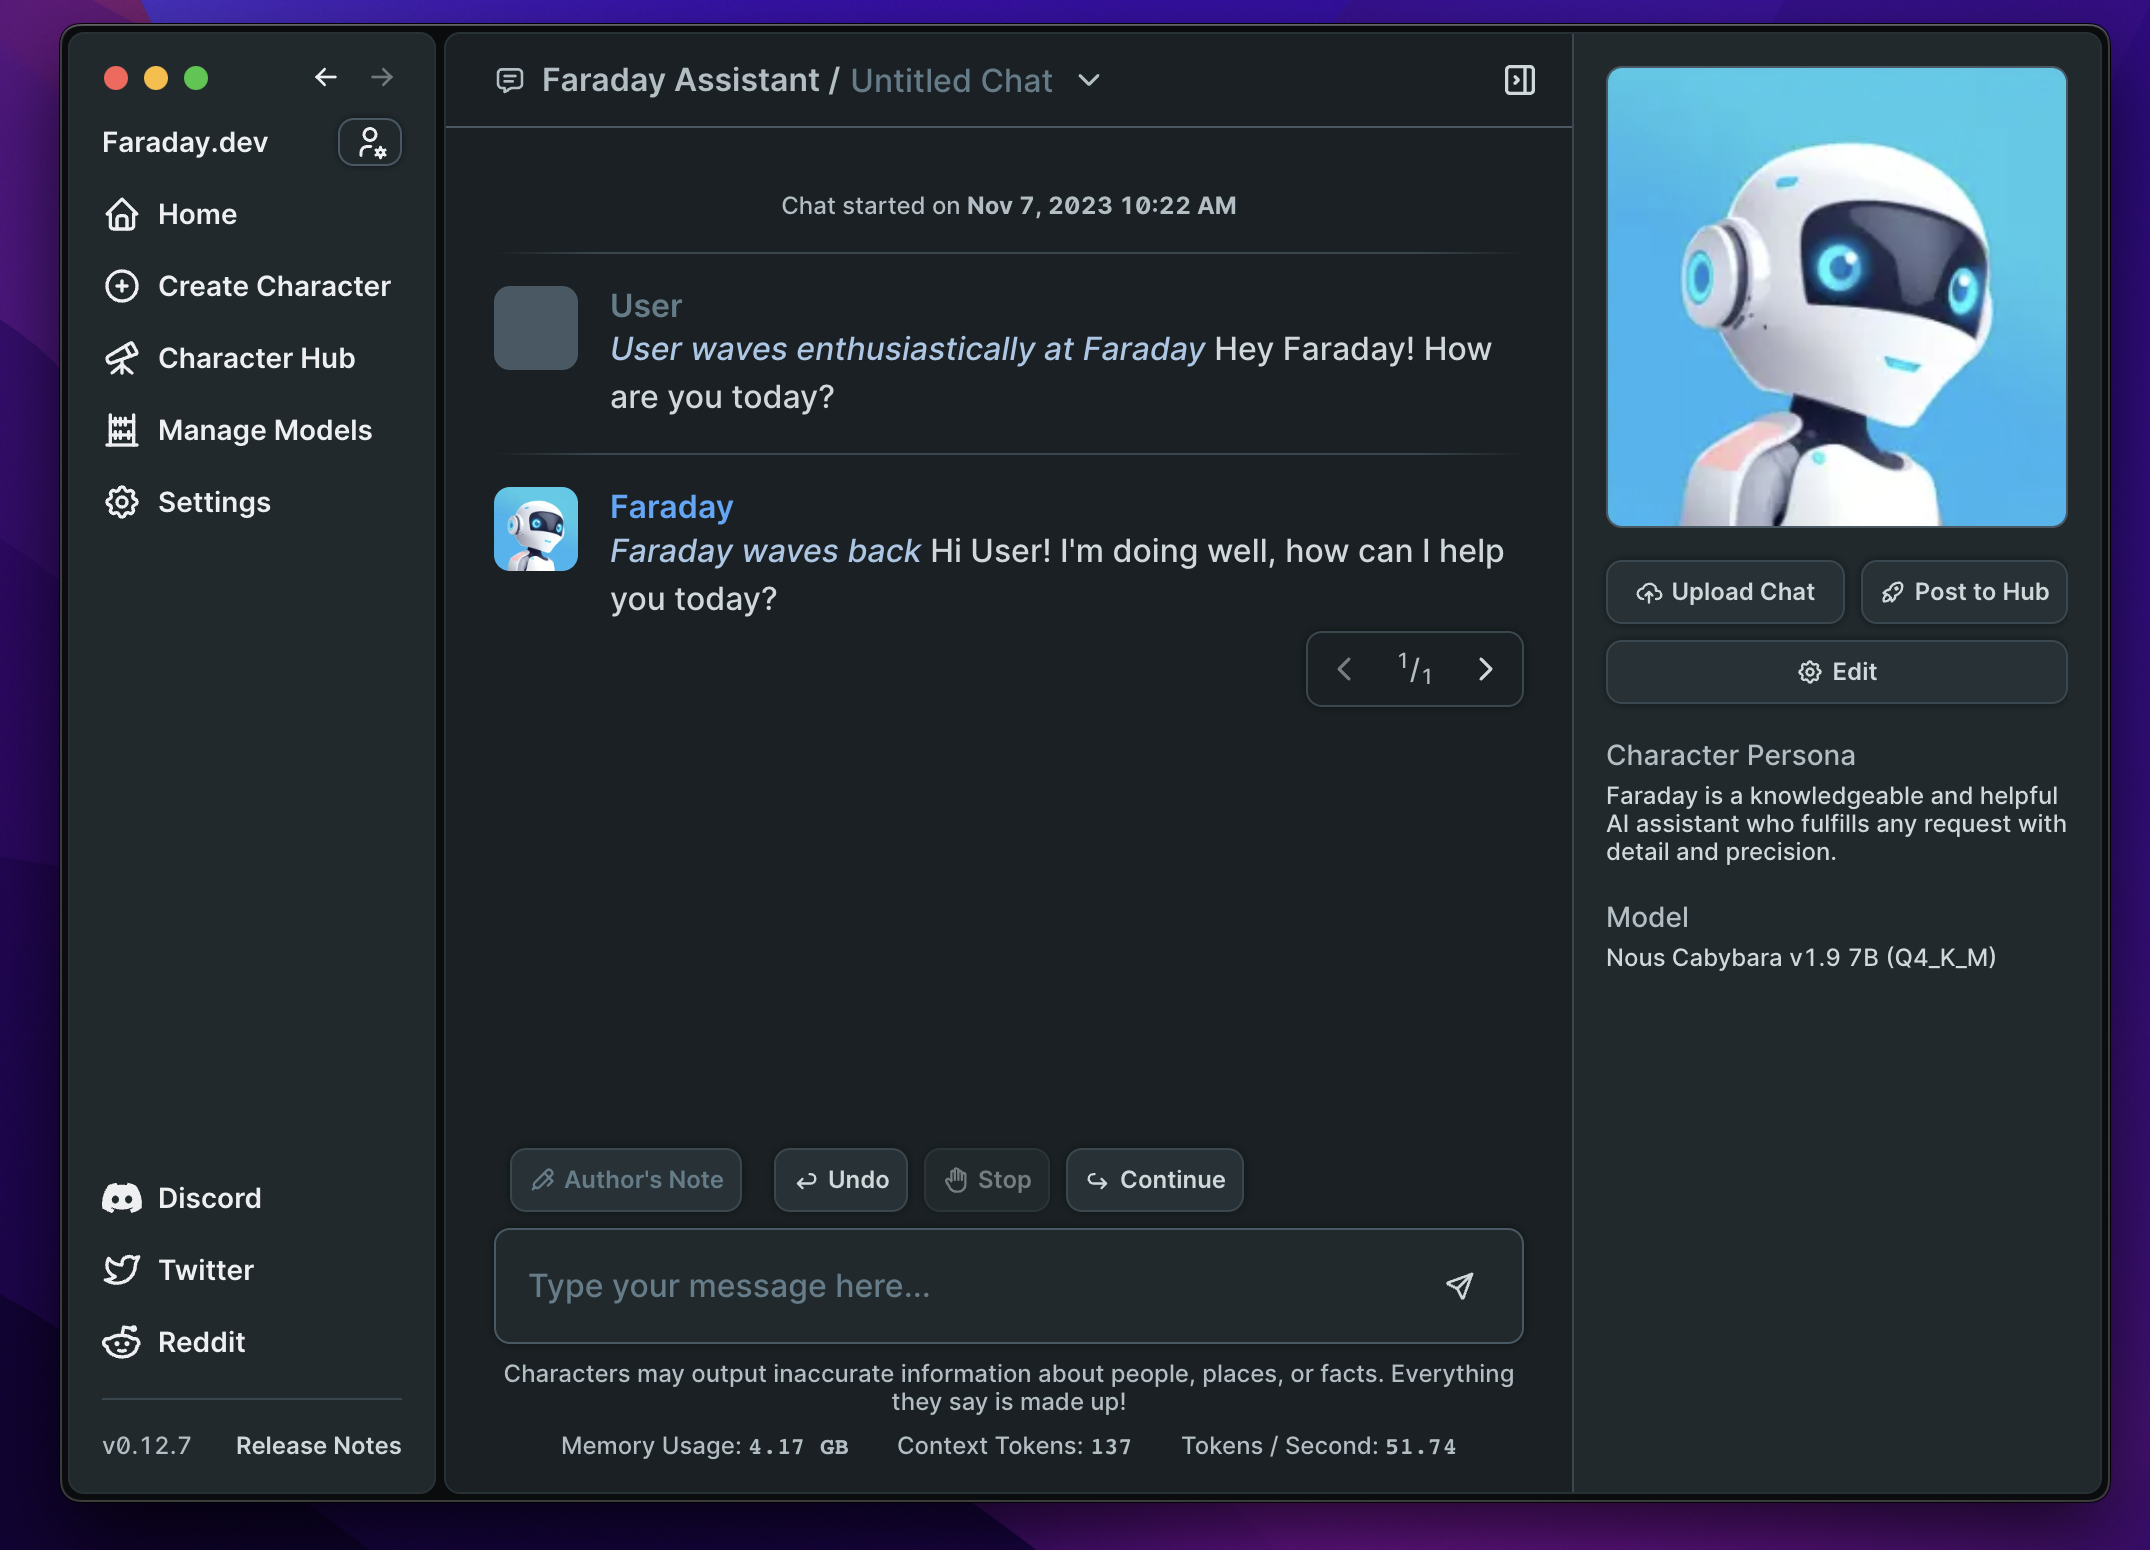 Faraday.dev
Home
Create Character
Character Hub
Manage Models
Settings
Discord
Twitter
Reddit
v0.12.7 Release Notes
Faraday Assistant / Untitled Chat
Chat started on Nov 7, 2023 10:22 AM
User
User waves enthusiastically at Faraday Hey Faraday! How
are you today?
Faraday
Faraday waves back Hi User! I'm doing well, how can I help
you today?
1/1
Author's Note Undo Stop Continue
Type your message here...
Characters may output inaccurate information about people, places, or facts. Everything
they say is made up!
Memory Usage: 4.17 GB Context Tokens: 137 Tokens / Second: 51.74
Upload Chat Post to Hub
Edit
Character Persona
Faraday is a knowledgeable and helpful
AI assistant who fulfills any request with
detail and precision.
Model
Nous Cabybara v1.9 7B (Q4_K_M)